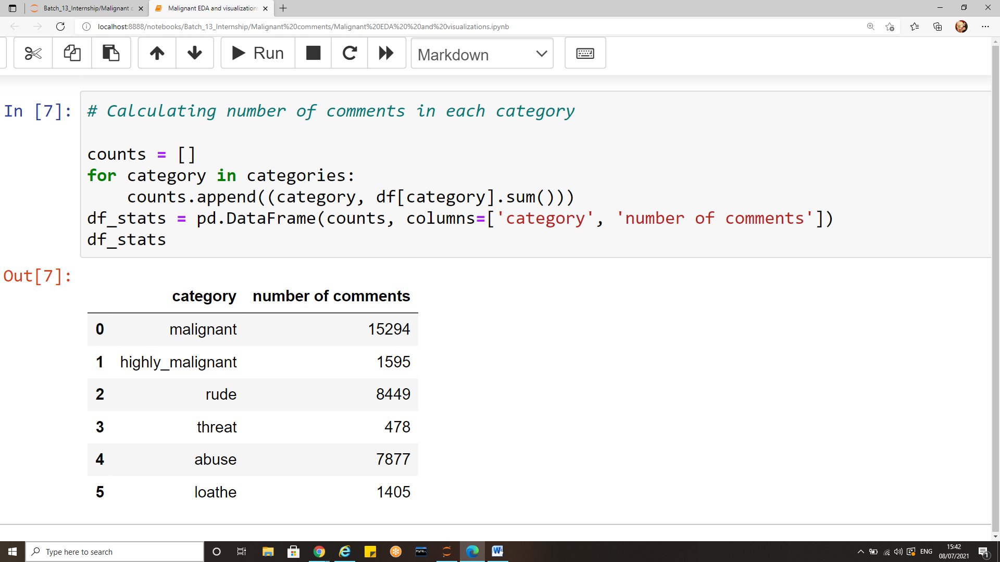 Batch_13_Internship/Malignant c
Malignant EDA and visualization
localhost:8888/notebooks/Batch_13_Internship/Malignant%20comments/Malignant%20EDA%20%20and%20visualizations.ipynb
Run
Markdown
In [7]:
# Calculating number of comments in each category
counts = []
for category in categories:
counts.append((category, df[category].sum()))
df_stats = pd.DataFrame(counts, columns=['category', 'number of comments'])
df_stats
Out[7]:
category number of comments
0 malignant 15294
1 highly_malignant 1595
2 rude 8449
3 threat 478
4 abuse 7877
5 loathe 1405
Type here to search
MySQL
ENG
15:42
08/07/2021
1